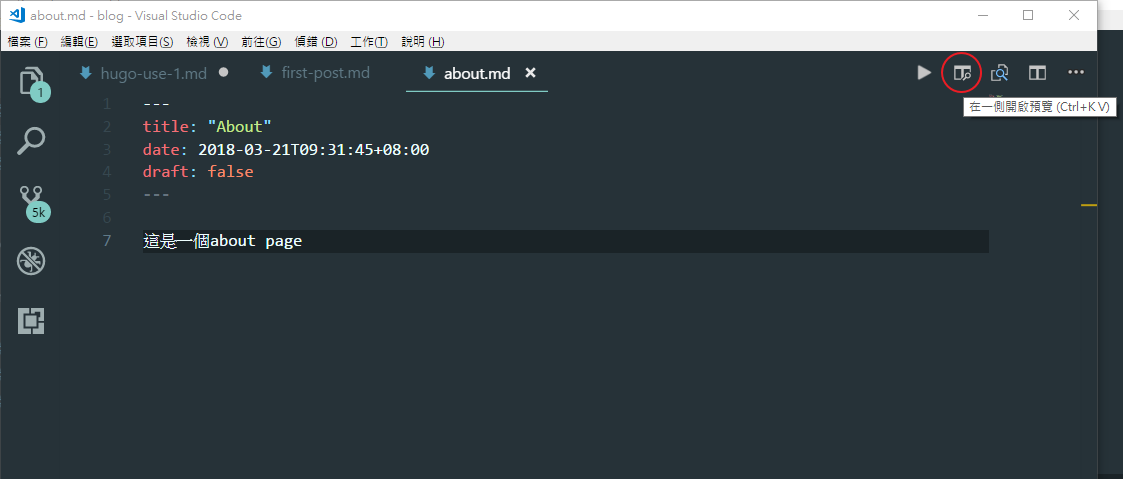 about.md - blog - Visual Studio Code
檔案 (F) 編輯(E) 選取項目(S) 檢視 (V) 前往(G) 偵錯 (D) 工作(T) 說明 (H)
hugo-use-1.md first-post.md about.md
在一側開啟預覽 (Ctrl+K V)
1 ---
2 title: "About"
3 date: 2018-03-21T09:31:45+08:00
4 draft: false
5 ---
6
7 這是一個about page
1
5k